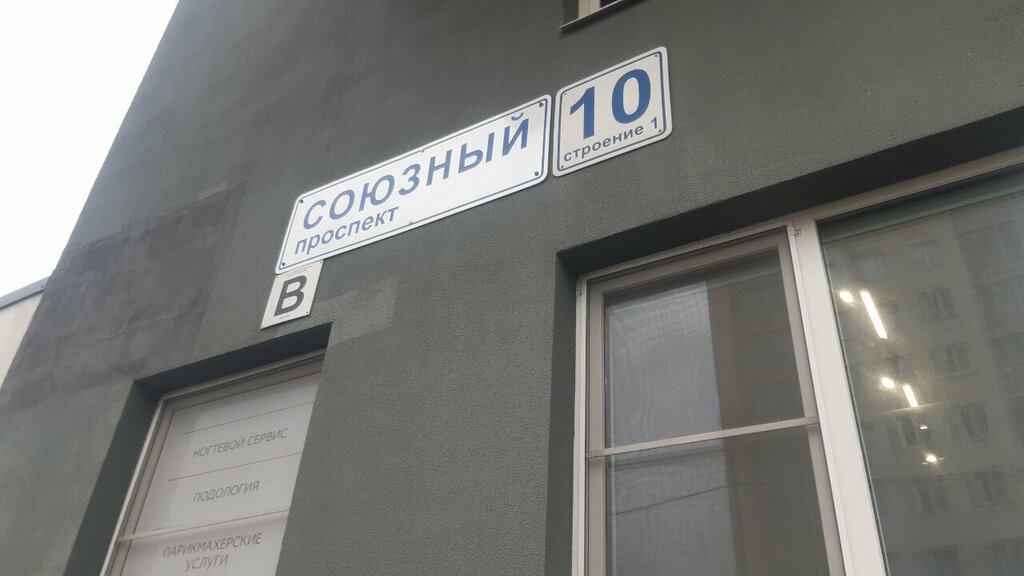 СОЮЗНЫЙ
проспект
10
строение 1
В
НОГТЕВОЙ СЕРВИС
ПОДОЛОГИЯ
ПАРИКМАХЕРСКИЕ
УСЛУГИ